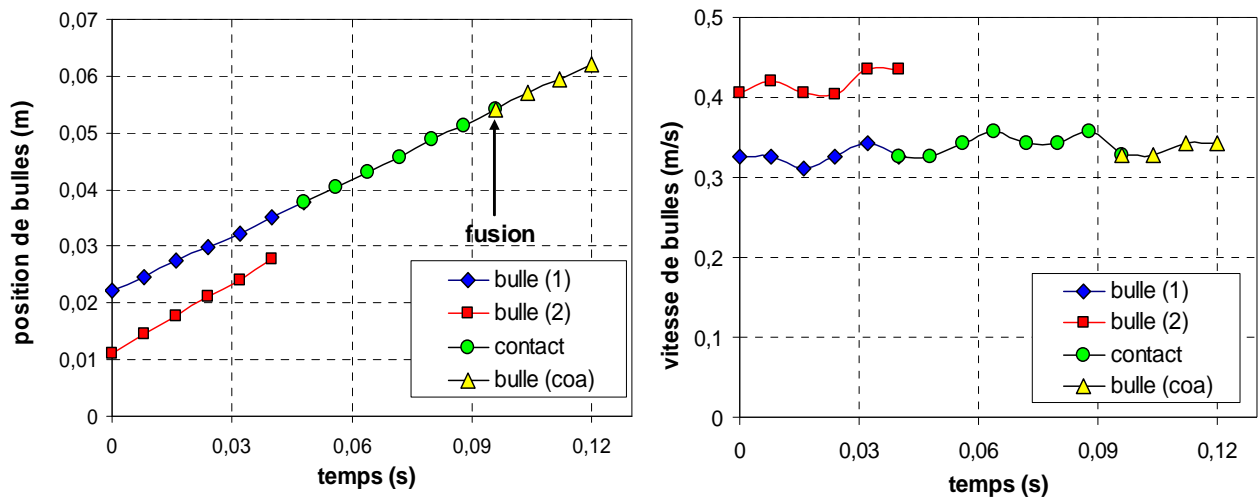 0,07
0,06
0,05
0,04
0,03
0,02
0,01
0
position de bulles (m)
fusion
bulle (1)
bulle (2)
contact
bulle (coa)
0
0,03
0,06
0,09
0,12
temps (s)
0,5
0,4
0,3
0,2
0,1
0
vitesse de bulles (m/s)
bulle (1)
bulle (2)
contact
bulle (coa)
0
0,03
0,06
0,09
0,12
temps (s)